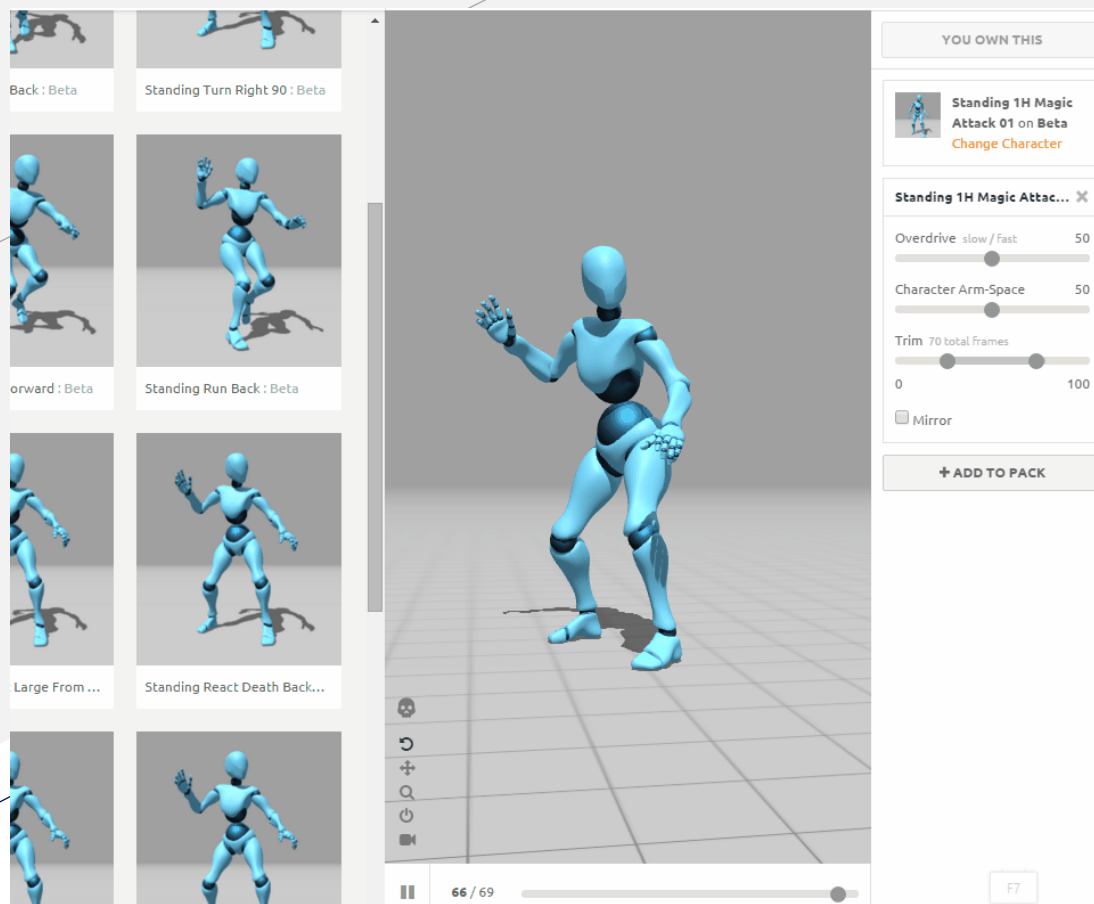 Back : Beta
Standing Turn Right 90 : Beta
orward : Beta
Standing Run Back : Beta
Large From ...
Standing React Death Back...
66 / 69
YOU OWN THIS
Standing 1H Magic
Attack 01 on Beta
Change Character
Standing 1H Magic Attac...
Overdrive slow / fast 50
Character Arm-Space 50
Trim 70 total frames
0 100
Mirror
+ ADD TO PACK
F7